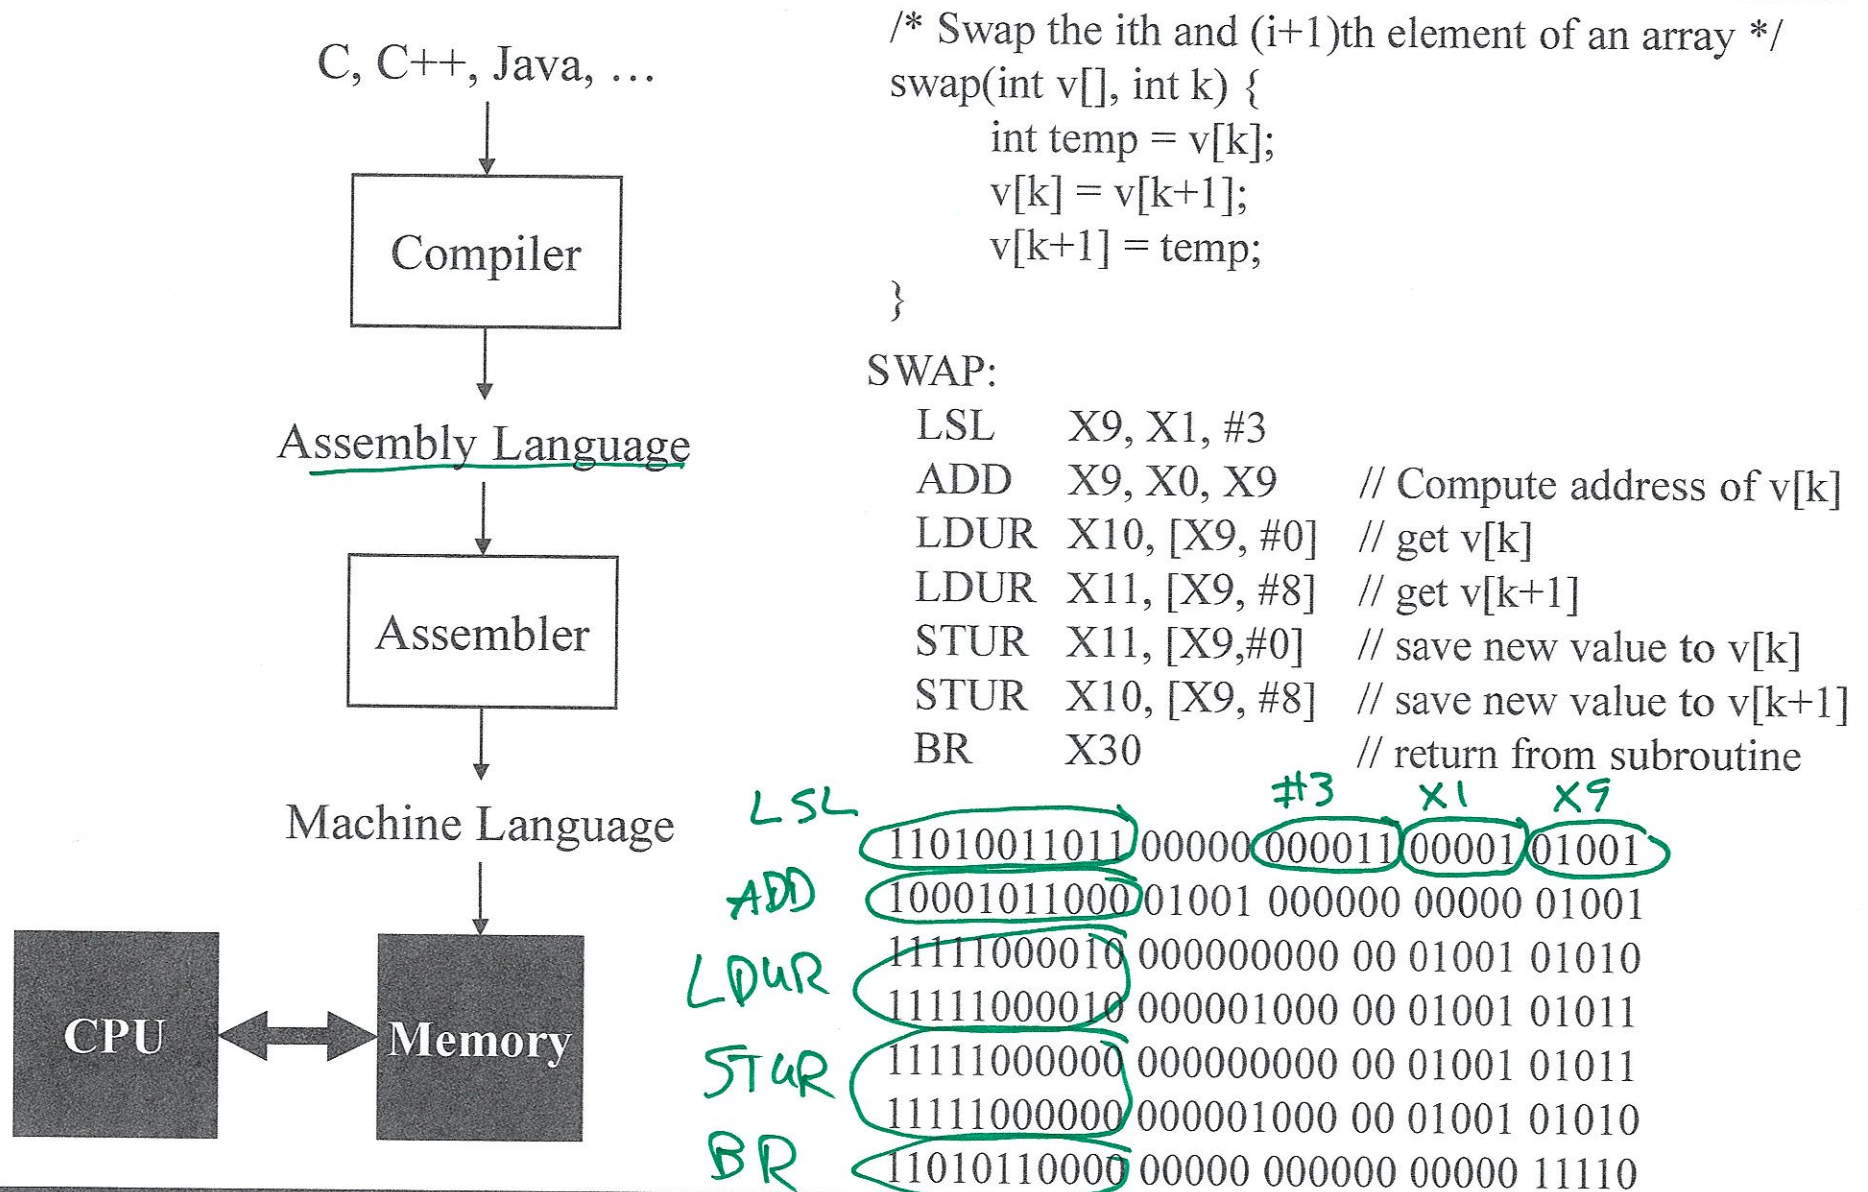 C, C++, Java, ...
Compiler
Assembly Language
Assembler
Machine Language
CPU
Memory
/* Swap the ith and (i+1)th element of an array */
swap(int v[], int k) {
int temp = v[k];
v[k] = v[k+1];
v[k+1] = temp;
}
SWAP:
LSL X9, X1, #3
ADD X9, X0, X9 // Compute address of v[k]
LDUR X10, [X9, #0] // get v[k]
LDUR X11, [X9, #8] // get v[k+1]
STUR X11, [X9,#0] // save new value to v[k]
STUR X10, [X9, #8] // save new value to v[k+1]
BR X30 // return from subroutine
#3 X1 X9
LSL 11010011011 00000 000011 00001 01001
ADD 10001011000 01001 000000 00000 01001
LDUR
11111000010 000000000 00 01001 01010
11111000010 000001000 00 01001 01011
STUR
11111000000 000000000 00 01001 01011
11111000000 000001000 00 01001 01010
BR 11010110000 00000 000000 00000 11110